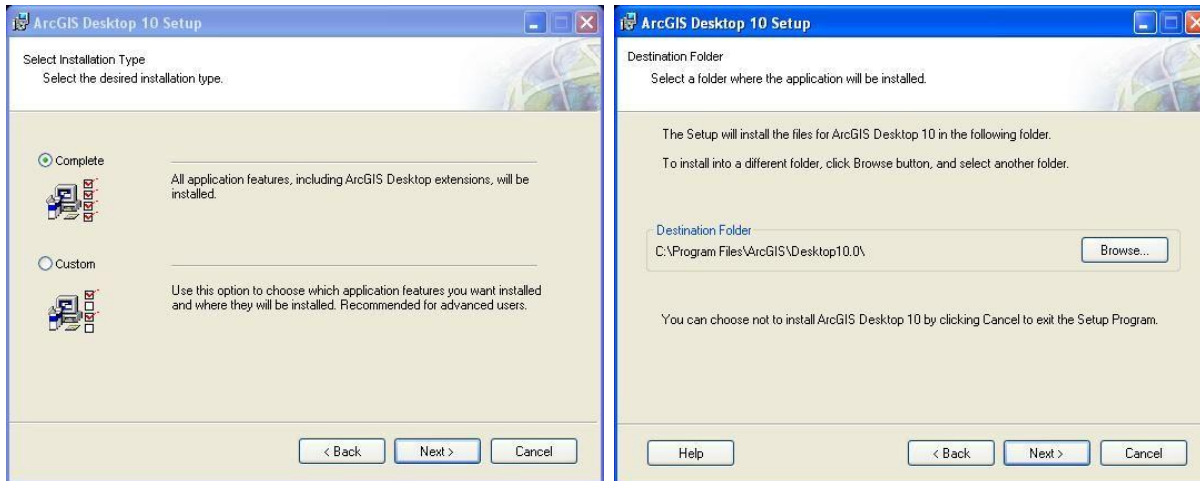 ArcGIS Desktop 10 Setup
Select Installation Type
Select the desired installation type.
Complete
All application features, including ArcGIS Desktop extensions, will be
installed.
Custom
Use this option to choose which application features you want installed
and where they will be installed. Recommended for advanced users.
< Back
Next >
Cancel
ArcGIS Desktop 10 Setup
Destination Folder
Select a folder where the application will be installed.
The Setup will install the files for ArcGIS Desktop 10 in the following folder.
To install into a different folder, click Browse button, and select another folder.
Destination Folder
C:\Program Files\ArcGIS\Desktop10.0\
Browse...
You can choose not to install ArcGIS Desktop 10 by clicking Cancel to exit the Setup Program.
Help
< Back
Next >
Cancel